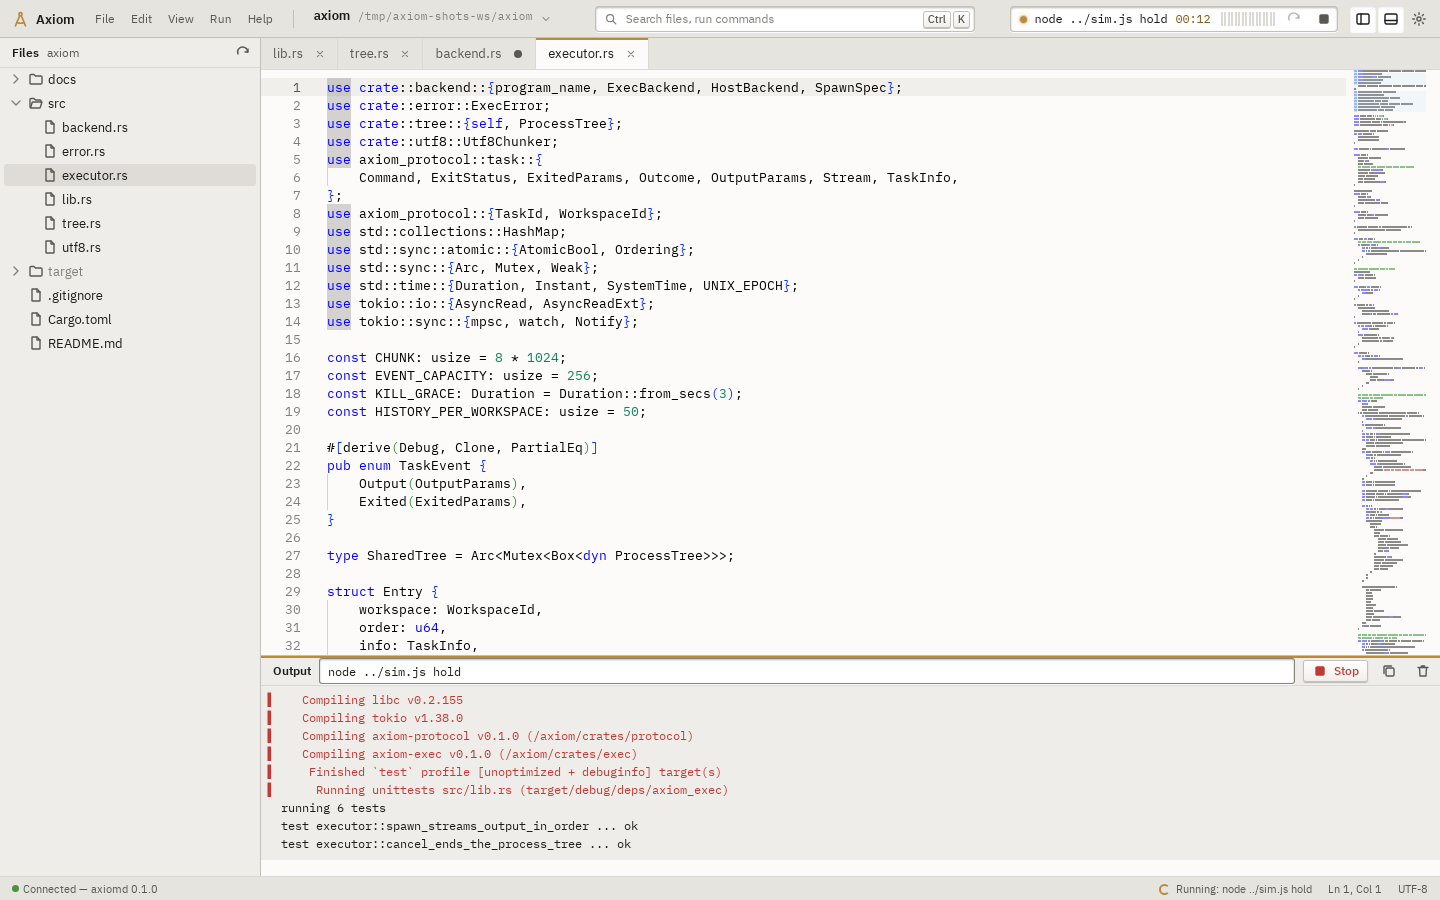 Axiom File Edit View Run Help axiom /tmp/axiom-shots-ws/axiom Search files, run commands Ctrl K node ../sim.js hold 00:12
Files axiom
docs
src
backend.rs
error.rs
executor.rs
lib.rs
tree.rs
utf8.rs
target
.gitignore
Cargo.toml
README.md
lib.rs tree.rs backend.rs executor.rs
1 use crate::backend::{program_name, ExecBackend, HostBackend, SpawnSpec};
2 use crate::error::ExecError;
3 use crate::tree::{self, ProcessTree};
4 use crate::utf8::Utf8Chunker;
5 use axiom_protocol::task::{
6 Command, ExitStatus, ExitedParams, Outcome, OutputParams, Stream, TaskInfo,
7 };
8 use axiom_protocol::{TaskId, WorkspaceId};
9 use std::collections::HashMap;
10 use std::sync::atomic::{AtomicBool, Ordering};
11 use std::sync::{Arc, Mutex, Weak};
12 use std::time::{Duration, Instant, SystemTime, UNIX_EPOCH};
13 use tokio::io::{AsyncRead, AsyncReadExt};
14 use tokio::sync::{mpsc, watch, Notify};
15
16 const CHUNK: usize = 8 * 1024;
17 const EVENT_CAPACITY: usize = 256;
18 const KILL_GRACE: Duration = Duration::from_secs(3);
19 const HISTORY_PER_WORKSPACE: usize = 50;
20
21 #[derive(Debug, Clone, PartialEq)]
22 pub enum TaskEvent {
23 Output(OutputParams),
24 Exited(ExitedParams),
25 }
26
27 type SharedTree = Arc<Mutex<Box<dyn ProcessTree>>>;
28
29 struct Entry {
30 workspace: WorkspaceId,
31 order: u64,
32 info: TaskInfo,
Output node ../sim.js hold Stop
Compiling libc v0.2.155
Compiling tokio v1.38.0
Compiling axiom-protocol v0.1.0 (/axiom/crates/protocol)
Compiling axiom-exec v0.1.0 (/axiom/crates/exec)
Finished `test` profile [unoptimized + debuginfo] target(s)
Running unittests src/lib.rs (target/debug/deps/axiom_exec)
running 6 tests
test executor::spawn_streams_output_in_order ... ok
test executor::cancel_ends_the_process_tree ... ok
Connected — axiomd 0.1.0 Running: node ../sim.js hold Ln 1, Col 1 UTF-8